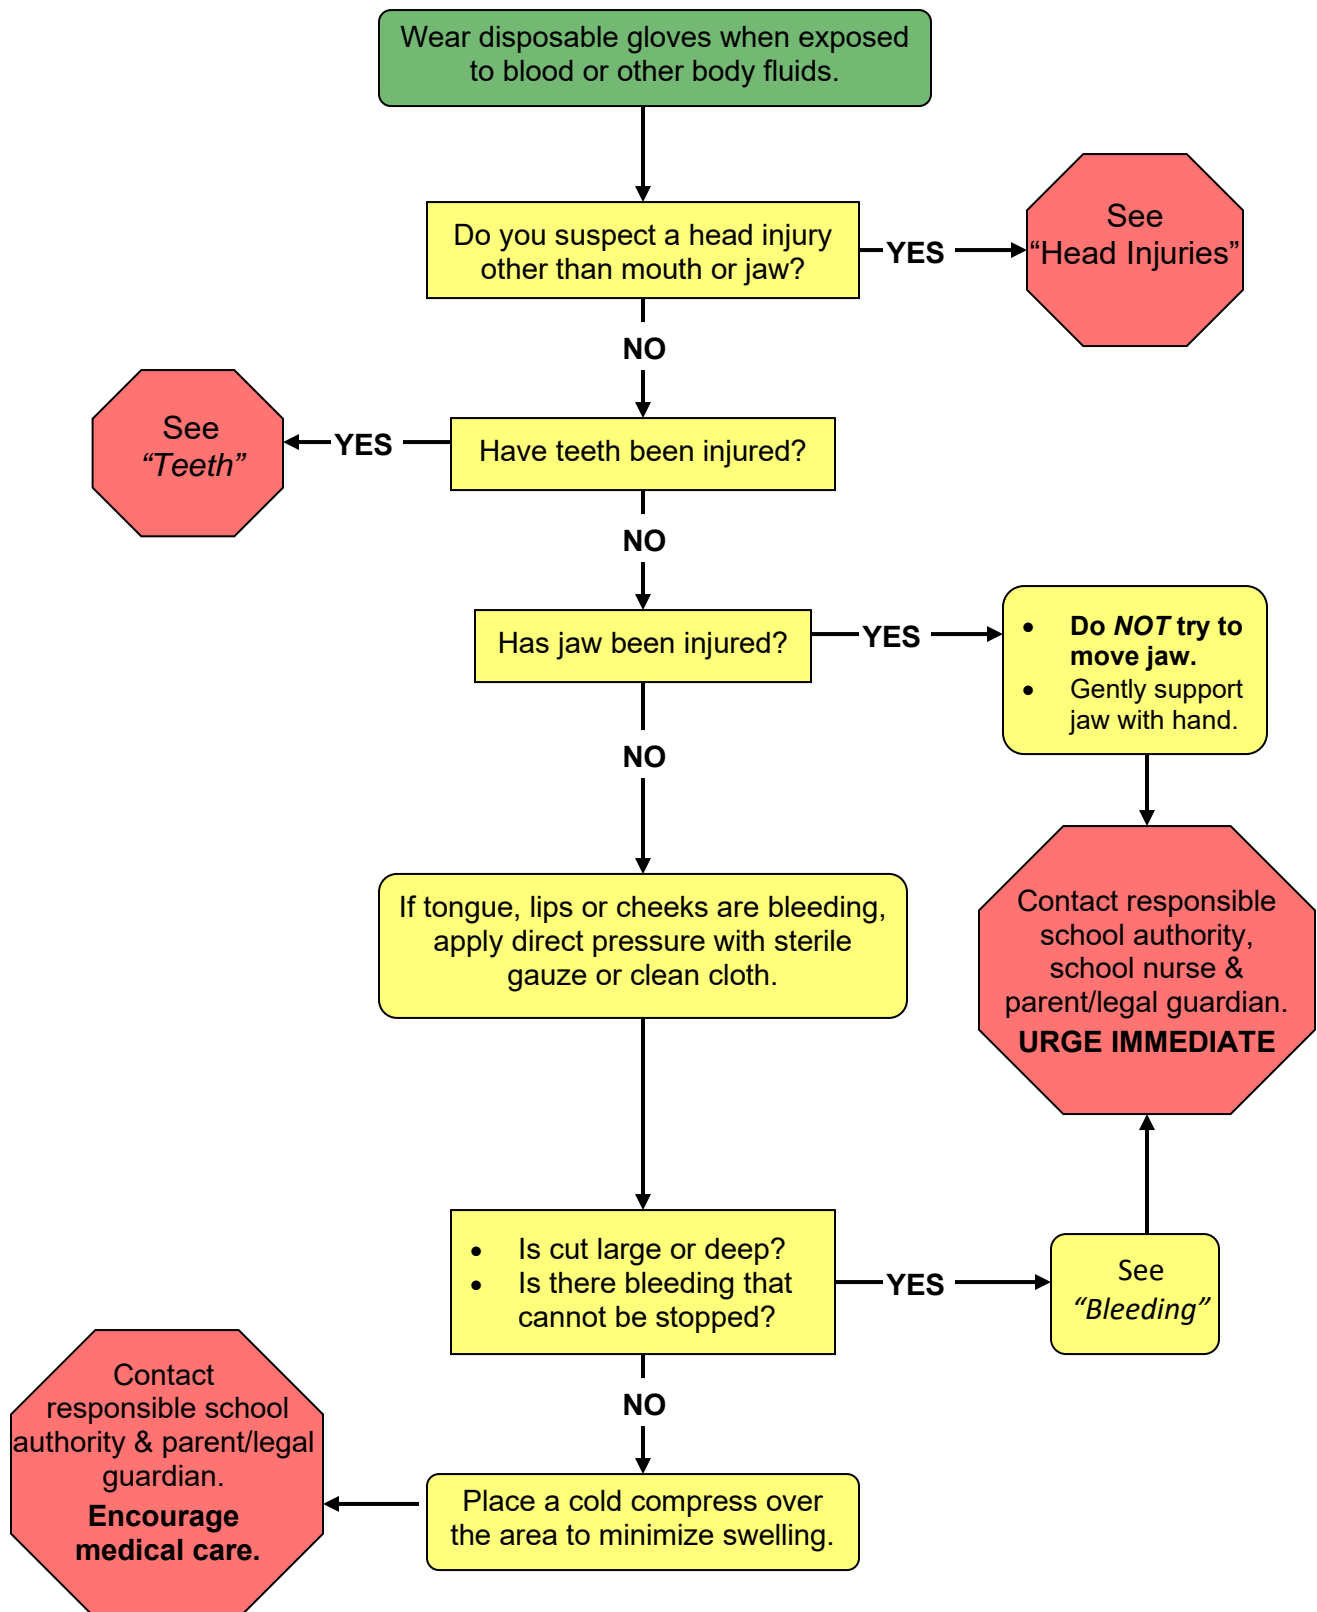 Wear disposable gloves when exposed
to blood or other body fluids.
Do you suspect a head injury
other than mouth or jaw?
YES
See
“Head Injuries”
NO
See
“Teeth”
YES
Have teeth been injured?
NO
Has jaw been injured?
YES
• Do NOT try to
move jaw.
• Gently support
jaw with hand.
NO
If tongue, lips or cheeks are bleeding,
apply direct pressure with sterile
gauze or clean cloth.
Contact responsible
school authority,
school nurse &
parent/legal guardian.
URGE IMMEDIATE
• Is cut large or deep?
• Is there bleeding that
cannot be stopped?
YES
See
“Bleeding”
NO
Contact
responsible school
authority & parent/legal
guardian.
Encourage
medical care.
Place a cold compress over
the area to minimize swelling.